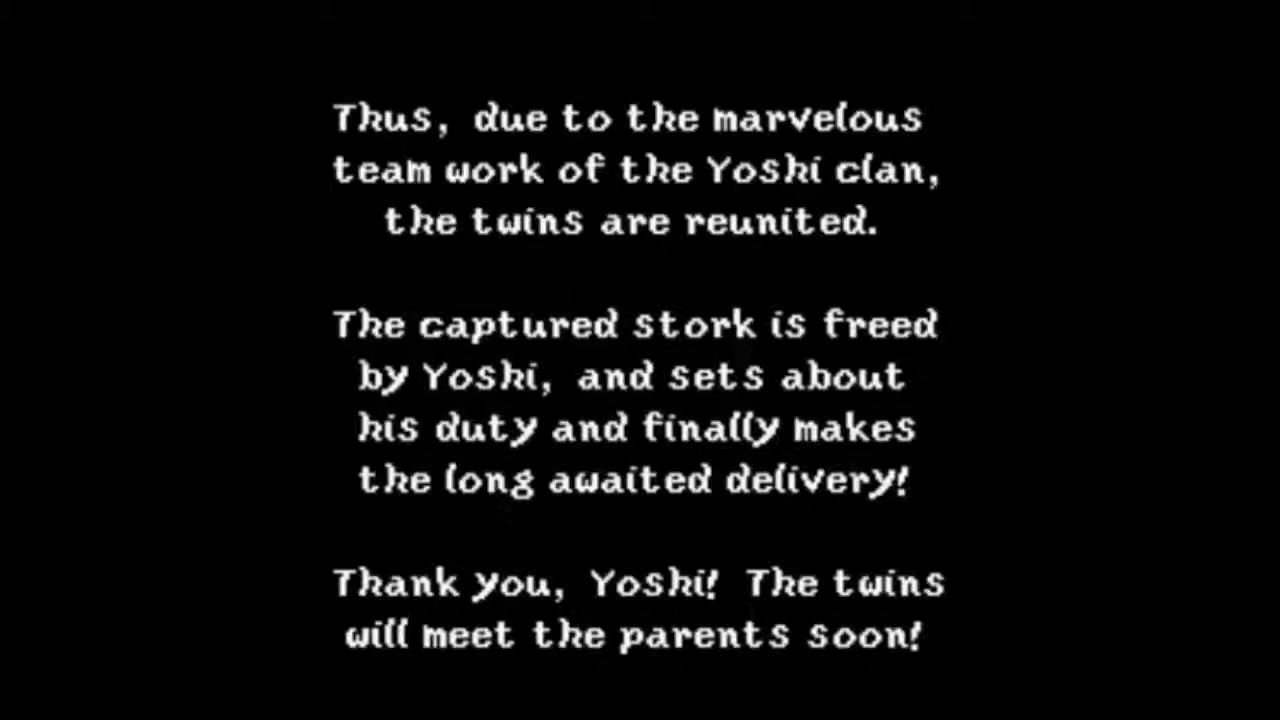 Thus, due to the marvelous
team work of the Yoshi clan,
the twins are reunited.
The captured stork is freed
by Yoshi, and sets about
his duty and finally makes
the long awaited delivery!
Thank you, Yoshi! The twins
will meet the parents soon!